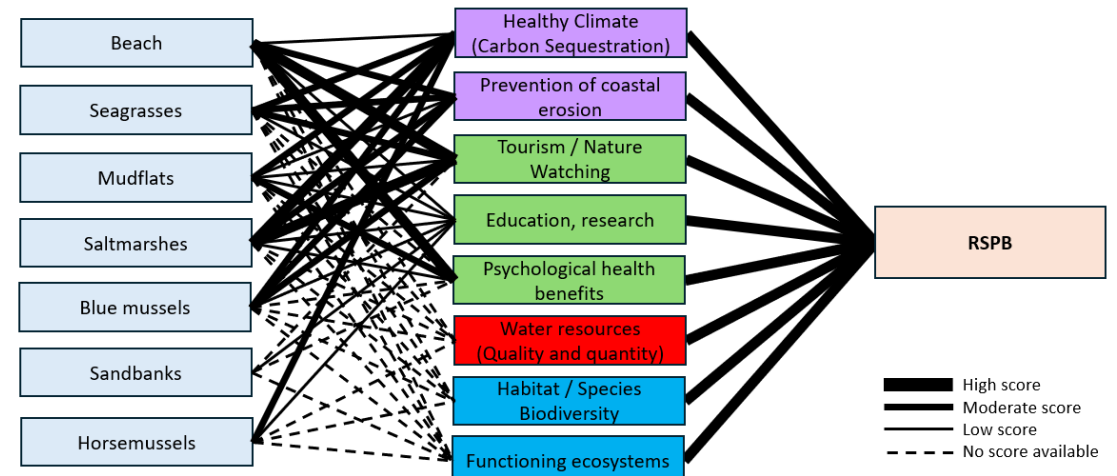 Beach
Seagrasses
Mudflats
Saltmarshes
Blue mussels
Sandbanks
Horsemussels
Healthy Climate
(Carbon Sequestration)
Prevention of coastal
erosion
Tourism / Nature
Watching
Education, research
Psychological health
benefits
Water resources
(Quality and quantity)
Habitat / Species
Biodiversity
Functioning ecosystems
RSPB
High score
Moderate score
Low score
No score available